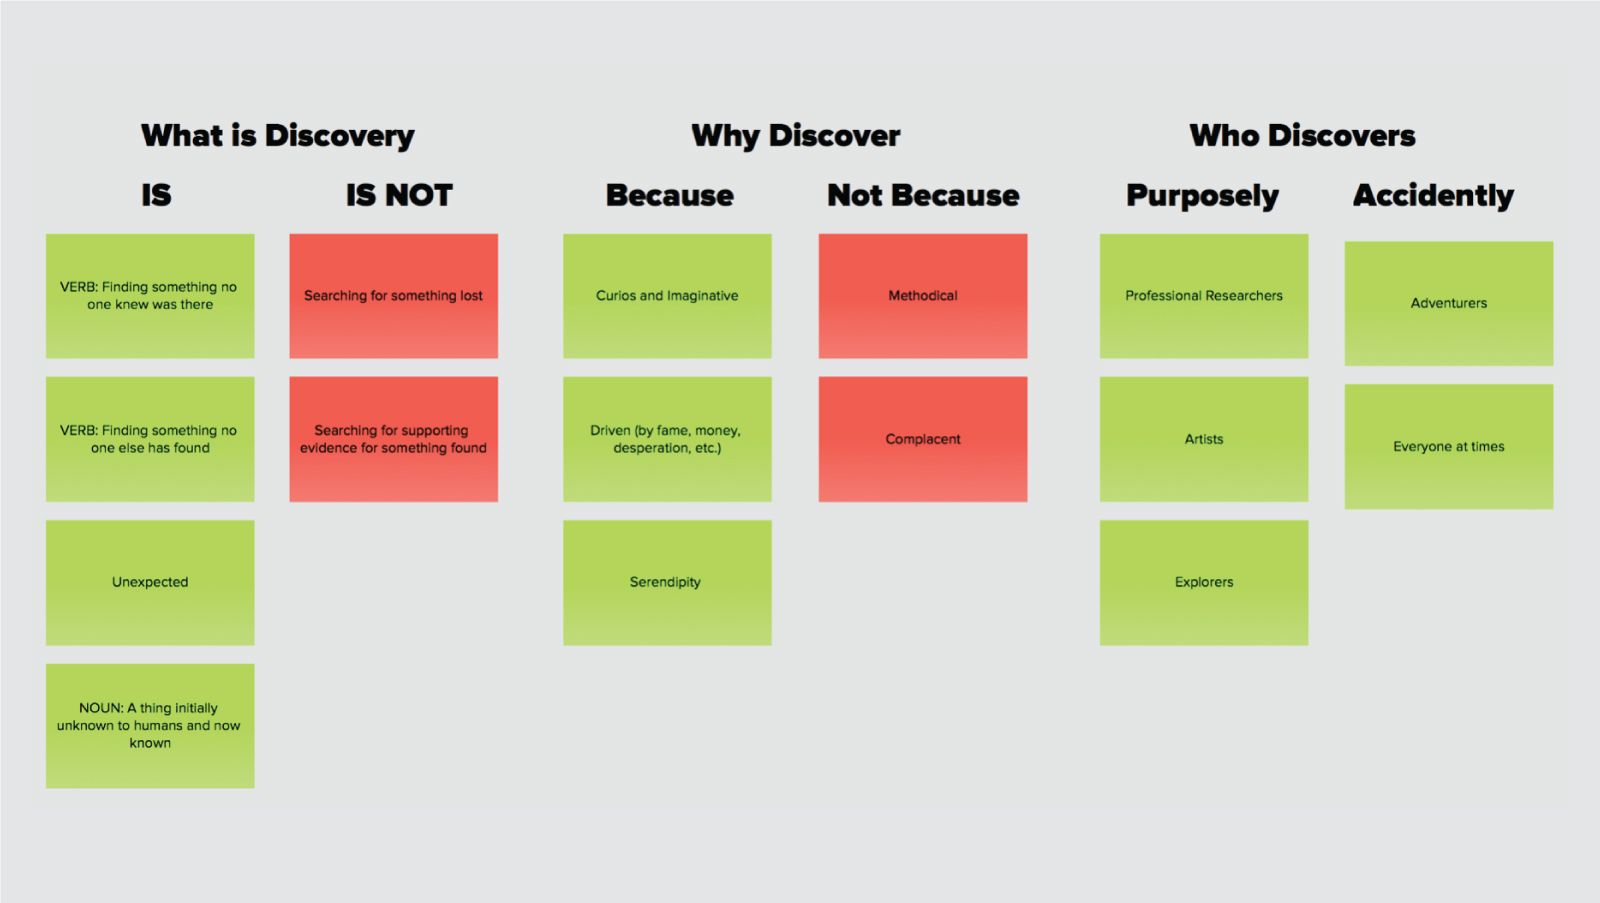 What is Discovery
IS
VERB: Finding something no
one knew was there
VERB: Finding something no
one else has found
Unexpected
NOUN: A thing initially
unknown to humans and now
known
IS NOT
Searching for something lost
Searching for supporting
evidence for something found
Why Discover
Because
Curios and Imaginative
Driven (by fame, money,
desperation, etc.)
Serendipity
Not Because
Methodical
Complacent
Who Discovers
Purposely
Professional Researchers
Artists
Explorers
Accidently
Adventurers
Everyone at times